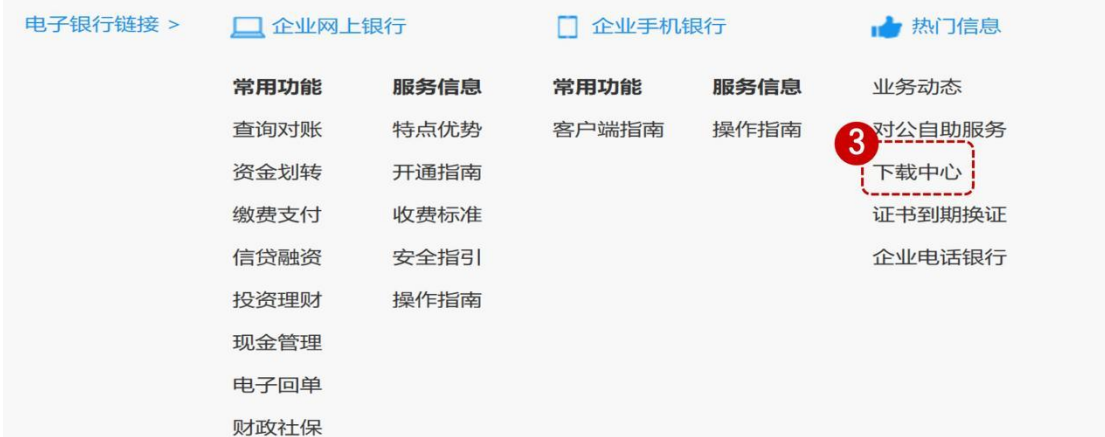 电子银行链接 >
企业网上银行
企业手机银行
热门信息
常用功能
服务信息
常用功能
服务信息
业务动态
查询对账
特点优势
客户端指南
操作指南
对公自助服务
3
资金划转
开通指南
下载中心
缴费支付
收费标准
证书到期换证
信贷融资
安全指引
企业电话银行
投资理财
操作指南
现金管理
电子回单
财政社保